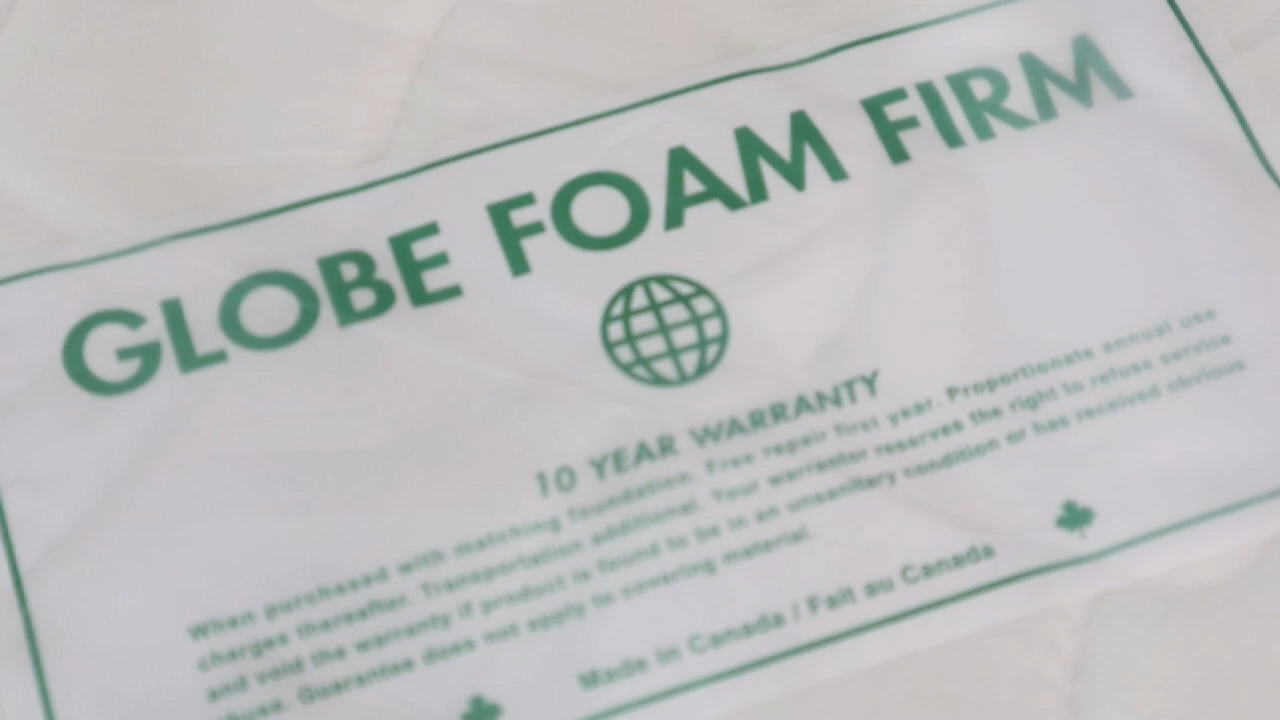 GLOBE FOAM FIRM
10 YEAR WARRANTY
When purchased with matching foundation. Free repair first year. Proportionate annual use
charges thereafter. Transportation additional. Your warrantor reserves the right to refuse service
and void the warranty if product is found to be in an unsanitary condition or has received obvious
abuse. Guarantee does not apply to covering material.
Made in Canada / Fait au Canada